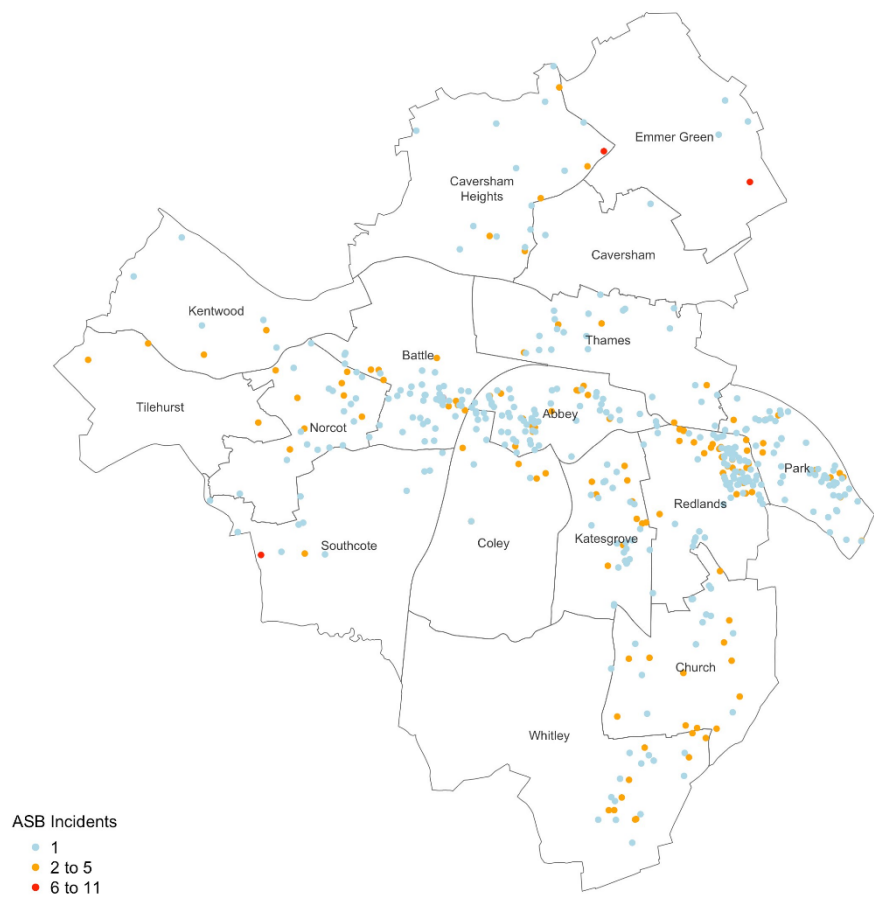 Emmer Green
Caversham
Heights
Caversham
Kentwood
Thames
Battle
Tilehurst
Abbey
Norcot
Park
Redlands
Southcote
Coley
Katesgrove
Church
Whitley
ASB Incidents
1
2 to 5
6 to 11